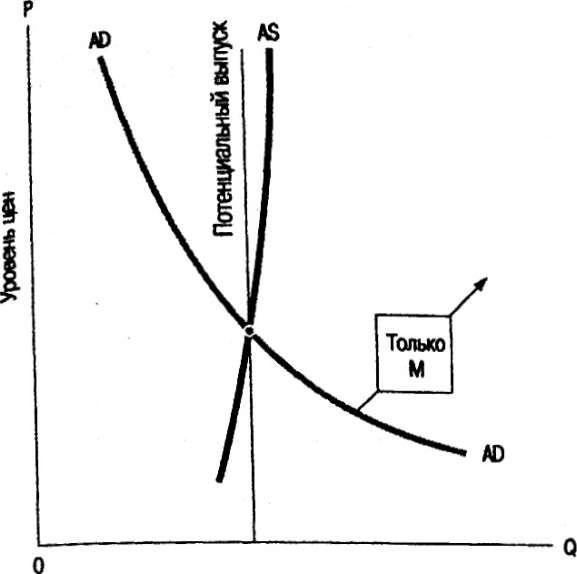 P
AD
AS
Потенциальный выпуск
Уровень цен
Только
М
AD
0
Q